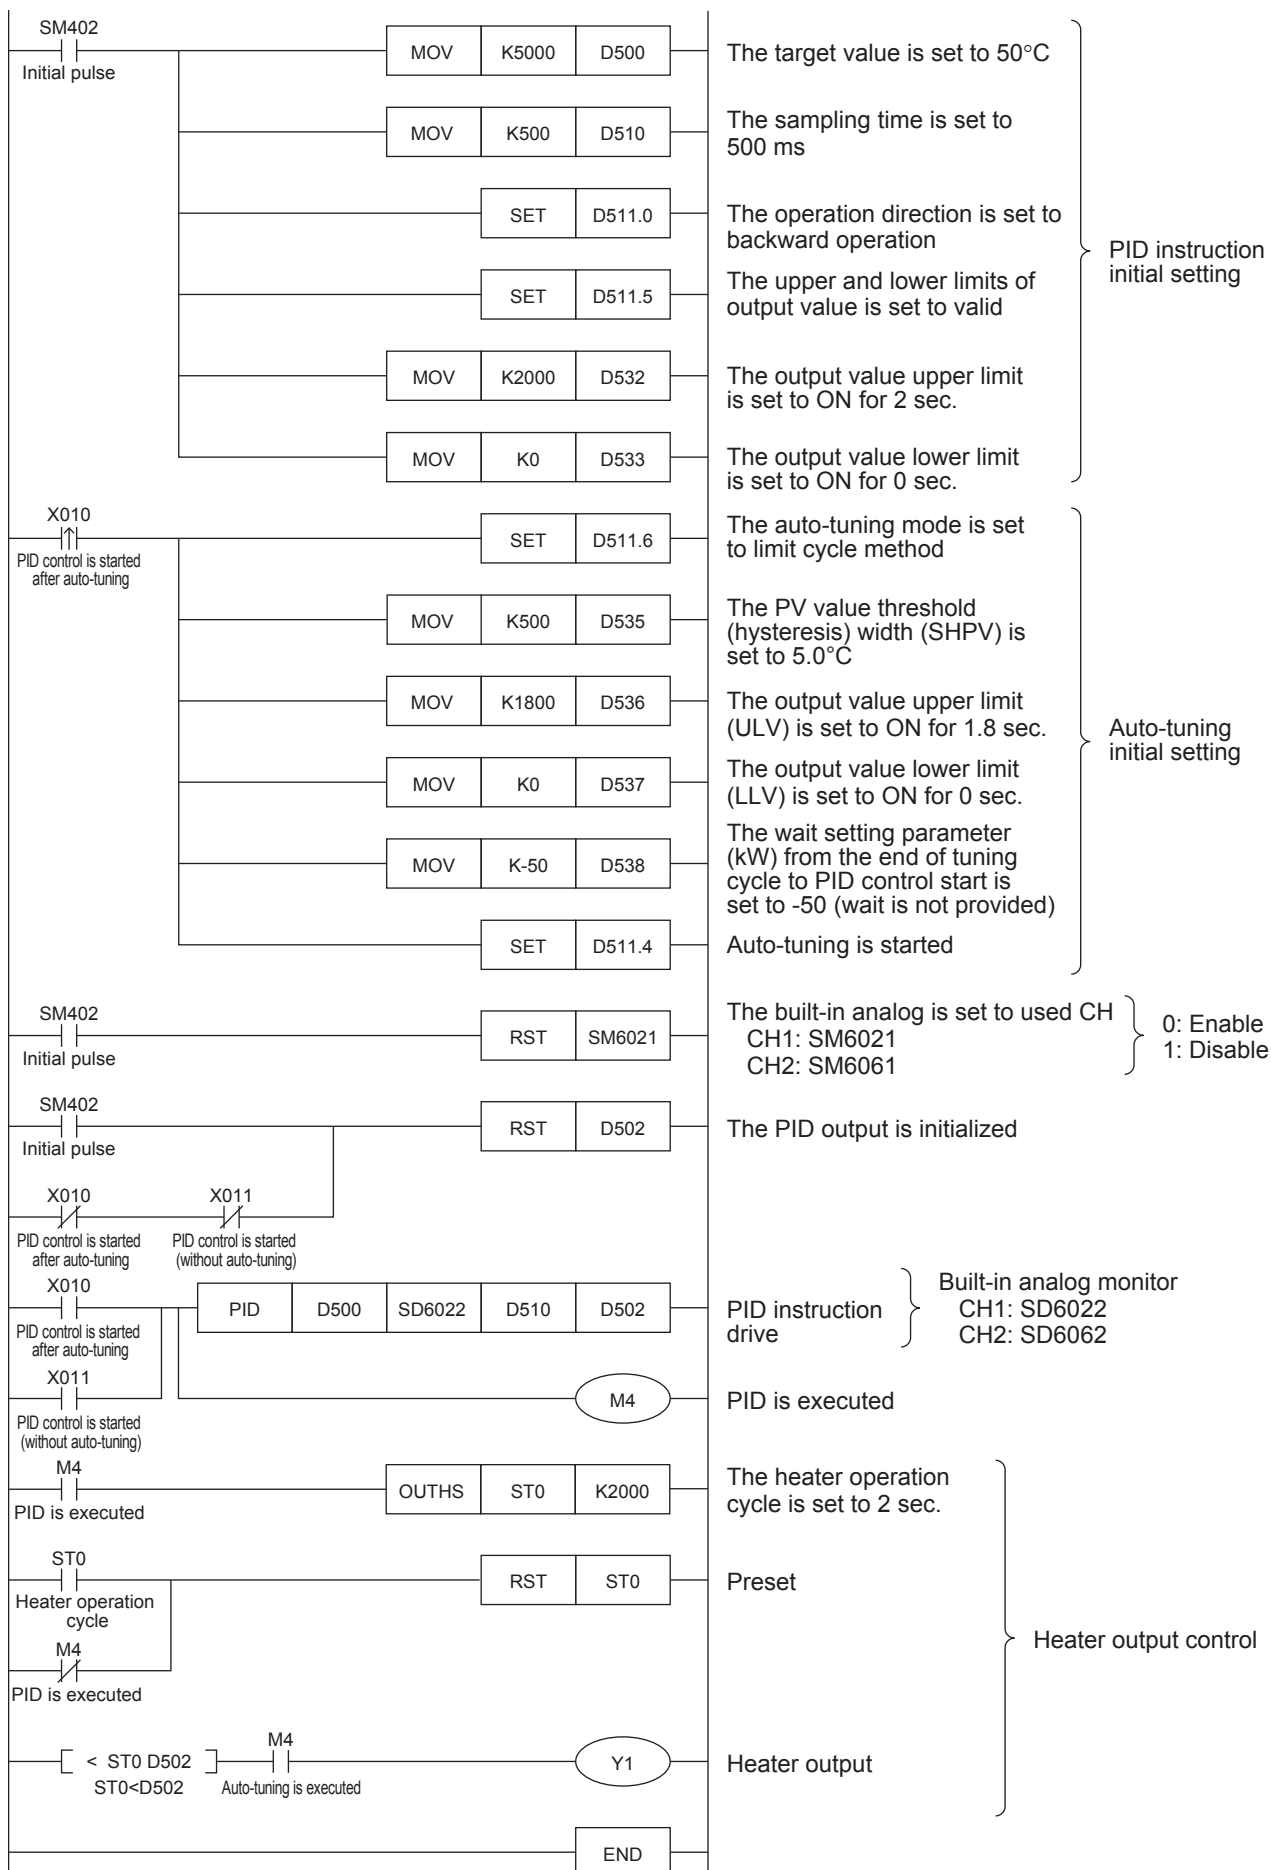 SM402
Initial pulse
MOV K5000 D500
The target value is set to 50°C
MOV K500 D510
The sampling time is set to
500 ms
SET D511.0
The operation direction is set to
backward operation
PID instruction
initial setting
SET D511.5
The upper and lower limits of
output value is set to valid
MOV K2000 D532
The output value upper limit
is set to ON for 2 sec.
MOV K0 D533
The output value lower limit
is set to ON for 0 sec.
X010
PID control is started
after auto-tuning
SET D511.6
The auto-tuning mode is set
to limit cycle method
MOV K500 D535
The PV value threshold
(hysteresis) width (SHPV) is
set to 5.0°C
MOV K1800 D536
The output value upper limit
(ULV) is set to ON for 1.8 sec.
Auto-tuning
initial setting
MOV K0 D537
The output value lower limit
(LLV) is set to ON for 0 sec.
MOV K-50 D538
The wait setting parameter
(kW) from the end of tuning
cycle to PID control start is
set to -50 (wait is not provided)
SET D511.4
Auto-tuning is started
SM402
Initial pulse
RST SM6021
The built-in analog is set to used CH
CH1: SM6021
CH2: SM6061
0: Enable
1: Disable
SM402
Initial pulse
RST D502
The PID output is initialized
X010
PID control is started
after auto-tuning
X011
PID control is started
(without auto-tuning)
X010
PID control is started
after auto-tuning
PID D500 SD6022 D510 D502
PID instruction
drive
Built-in analog monitor
CH1: SD6022
CH2: SD6062
X011
PID control is started
(without auto-tuning)
M4
PID is executed
M4
PID is executed
OUTHS ST0 K2000
The heater operation
cycle is set to 2 sec.
ST0
Heater operation
cycle
RST ST0
Preset
M4
PID is executed
Heater output control
< ST0 D502
ST0<D502
M4
Auto-tuning is executed
Y1
Heater output
END